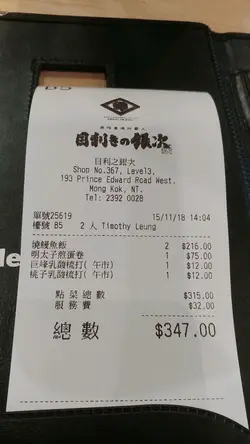 B5
目利きの銀次
目利之銀次
Shop No.367, Level3,
193 Prince Edward Road West.
Mong Kok, NT.
Tel: 2392 0028
單號25619 15/11/18 14:04
檯號 B5 2 人 Timothy Leung
燒鰻魚飯 2 $216.00
明太子煎蛋卷 1 $75.00
巨峰乳酸梳打(午市) 1 $12.00
桃子乳酸梳打(午市) 1 $12.00
點菜總數 $315.00
服務費 $32.00
總數 $347.00